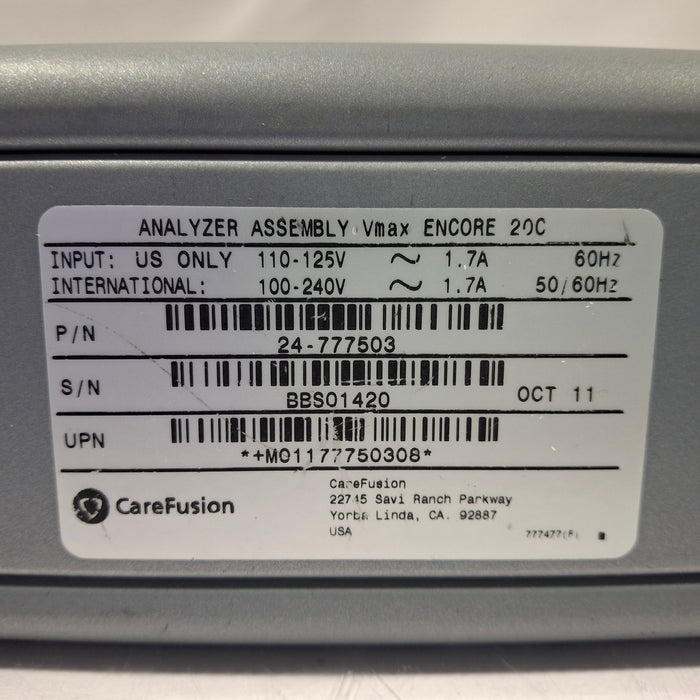 ANALYZER ASSEMBLY Vmax ENCORE 20C
INPUT: US ONLY 110-125V ~ 1.7A 60Hz
INTERNATIONAL: 100-240V ~ 1.7A 50/60Hz
P/N
24-777503
S/N
BBS01420
OCT 11
UPN
*+M01177750308*
CareFusion
CareFusion
22745 Savi Ranch Parkway
Yorba Linda, CA. 92887
USA